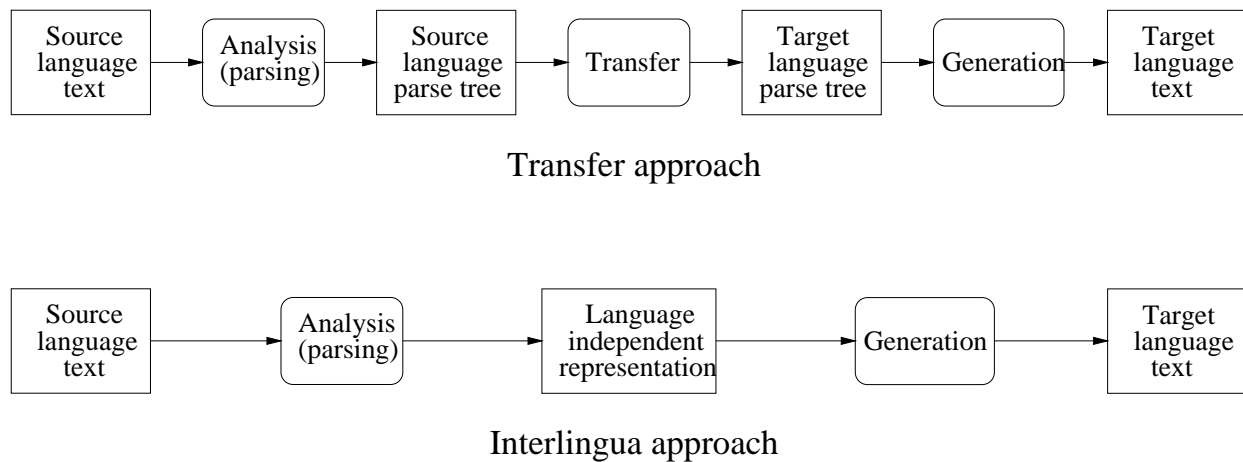 Source
language
text
Analysis
(parsing)
Source
language
parse tree
Transfer
Target
language
parse tree
Generation
Target
language
text
Transfer approach
Source
language
text
Analysis
(parsing)
Language
independent
representation
Generation
Target
language
text
Interlingua approach